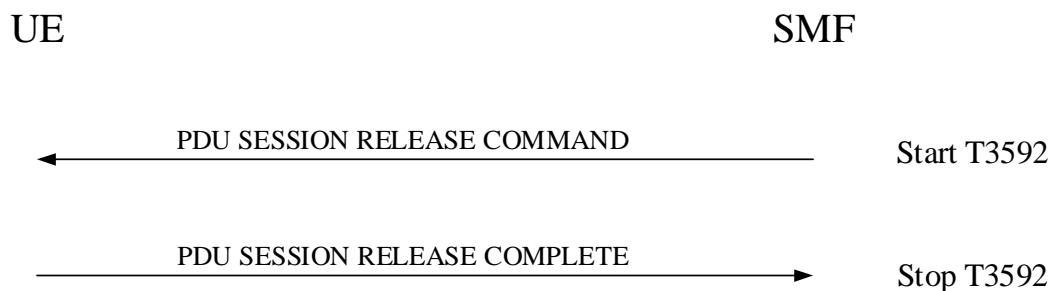 UE SMF
PDU SESSION RELEASE COMMAND Start T3592
PDU SESSION RELEASE COMPLETE Stop T3592